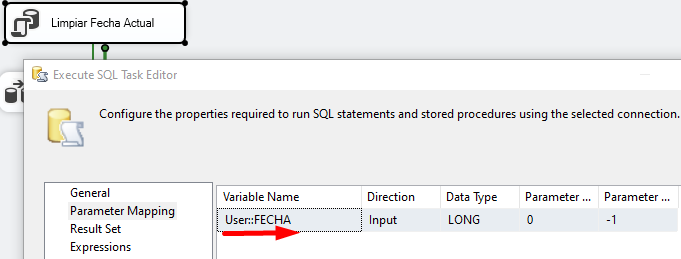 Limpiar Fecha Actual
Execute SQL Task Editor
Configure the properties required to run SQL statements and stored procedures using the selected connection.
General
Parameter Mapping
Result Set
Expressions
Variable Name Direction Data Type Parameter ... Parameter ...
User::FECHA Input LONG 0 -1